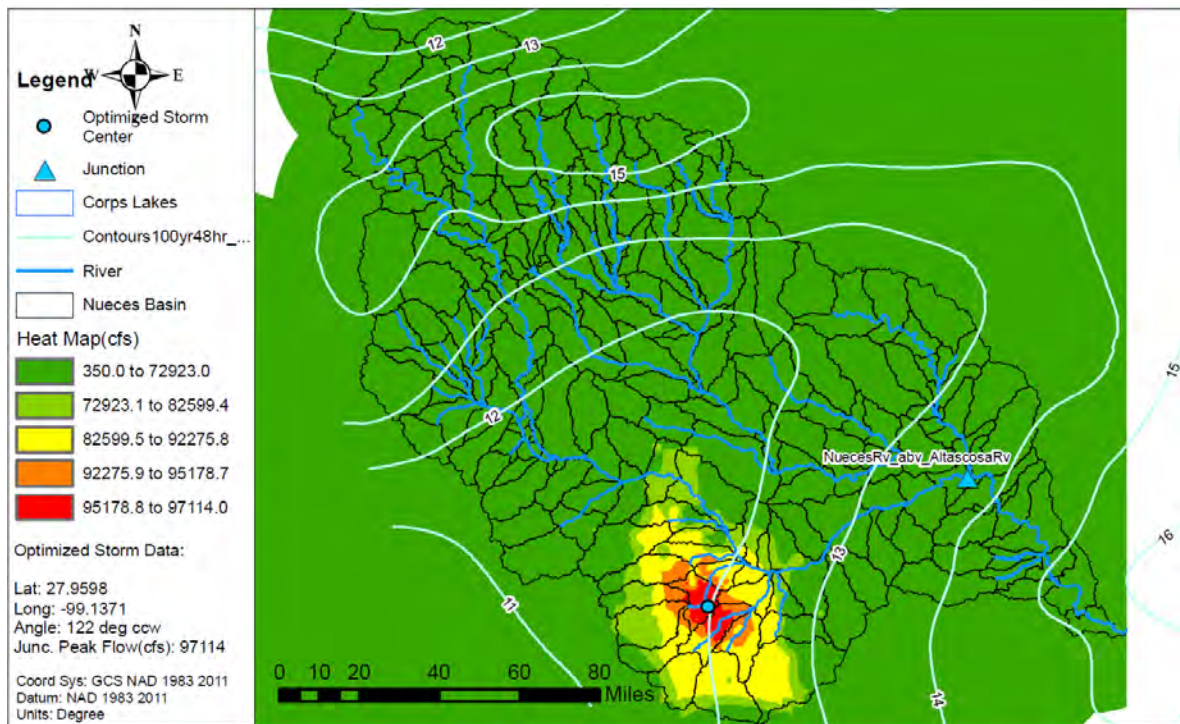 N
W
E
S
Legend
Optimized Storm
Center
Junction
Corps Lakes
Contours100yr48hr_...
River
Nueces Basin
Heat Map(cfs)
350.0 to 72923.0
72923.1 to 82599.4
82599.5 to 92275.8
92275.9 to 95178.7
95178.8 to 97114.0
Optimized Storm Data:
Lat: 27.9598
Long: -99.1371
Angle: 122 deg ccw
Junc. Peak Flow(cfs): 97114
Coord Sys: GCS NAD 1983 2011
Datum: NAD 1983 2011
Units: Degree
12
13
15
15
12
NuecesRv_abv_AltascosaRv
16
13
11
14
0 10 20 40 60 80
Miles